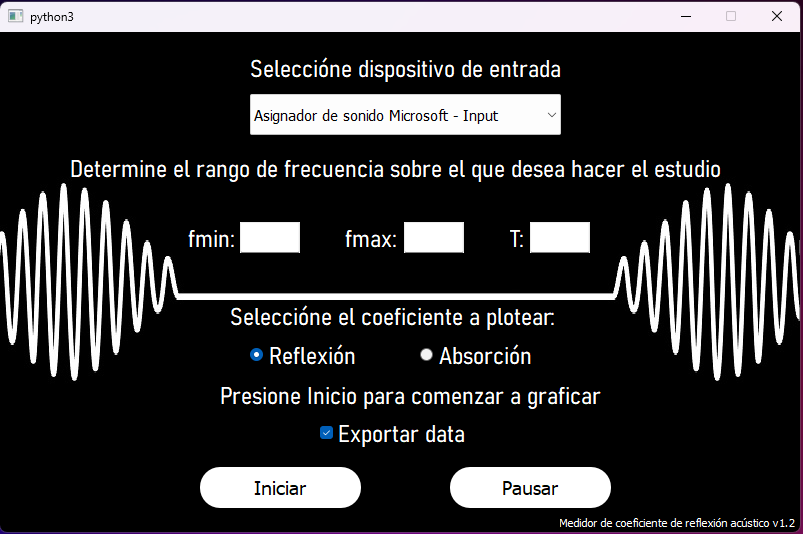 python3
Seleccióne dispositivo de entrada
Asignador de sonido Microsoft - Input
Determine el rango de frecuencia sobre el que desea hacer el estudio
fmin: fmax: T:
Seleccióne el coeficiente a plotear:
Reflexión Absorción
Presione Inicio para comenzar a graficar
Exportar data
Iniciar Pausar
Medidor de coeficiente de reflexión acústico v1.2